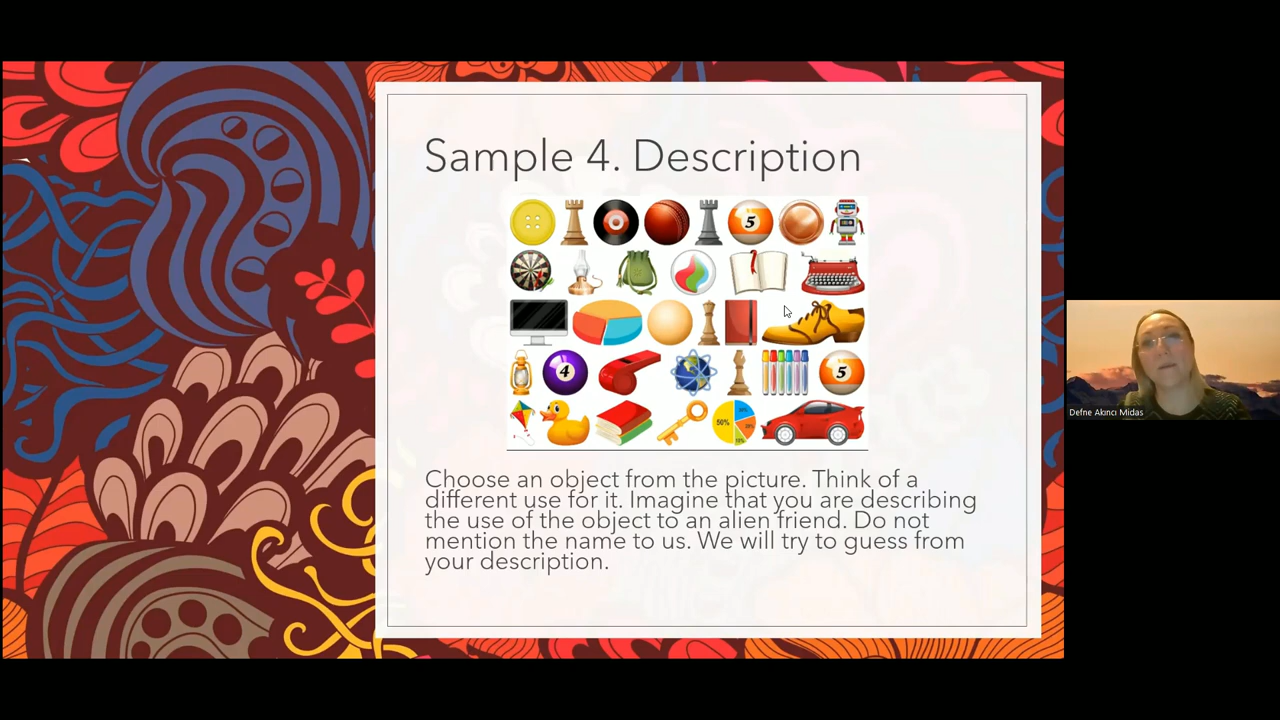 Sample 4. Description
5
4
5
50%
Choose an object from the picture. Think of a
different use for it. Imagine that you are describing
the use of the object to an alien friend. Do not
mention the name to us. We will try to guess from
your description.
Defne Akıncı Midas